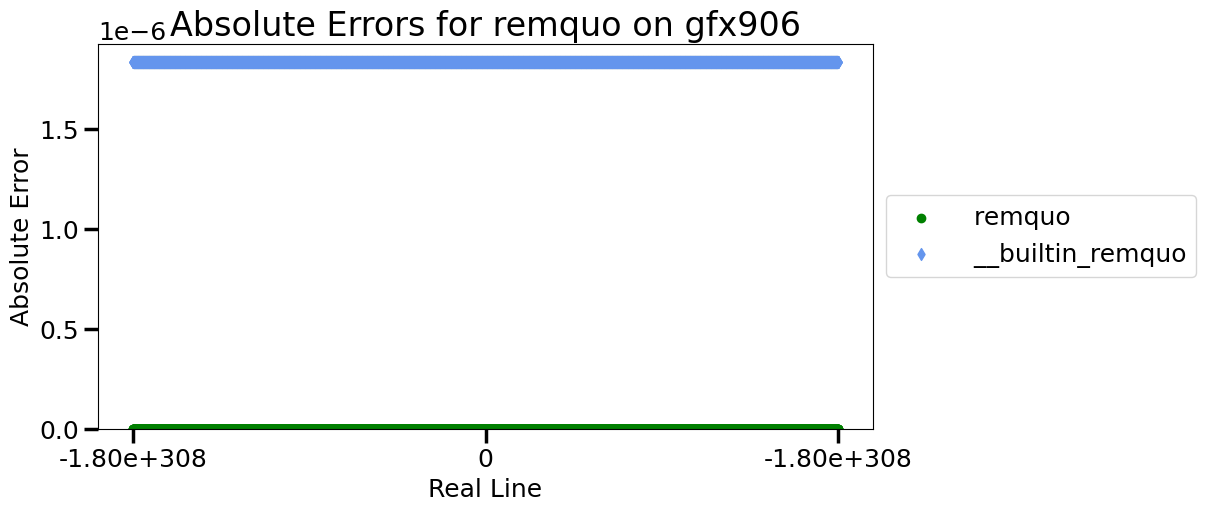 Absolute Errors for remquo on gfx906
1e−6
1.5
1.0
0.5
0.0
Absolute Error
-1.80e+308
0
-1.80e+308
Real Line
remquo
__builtin_remquo